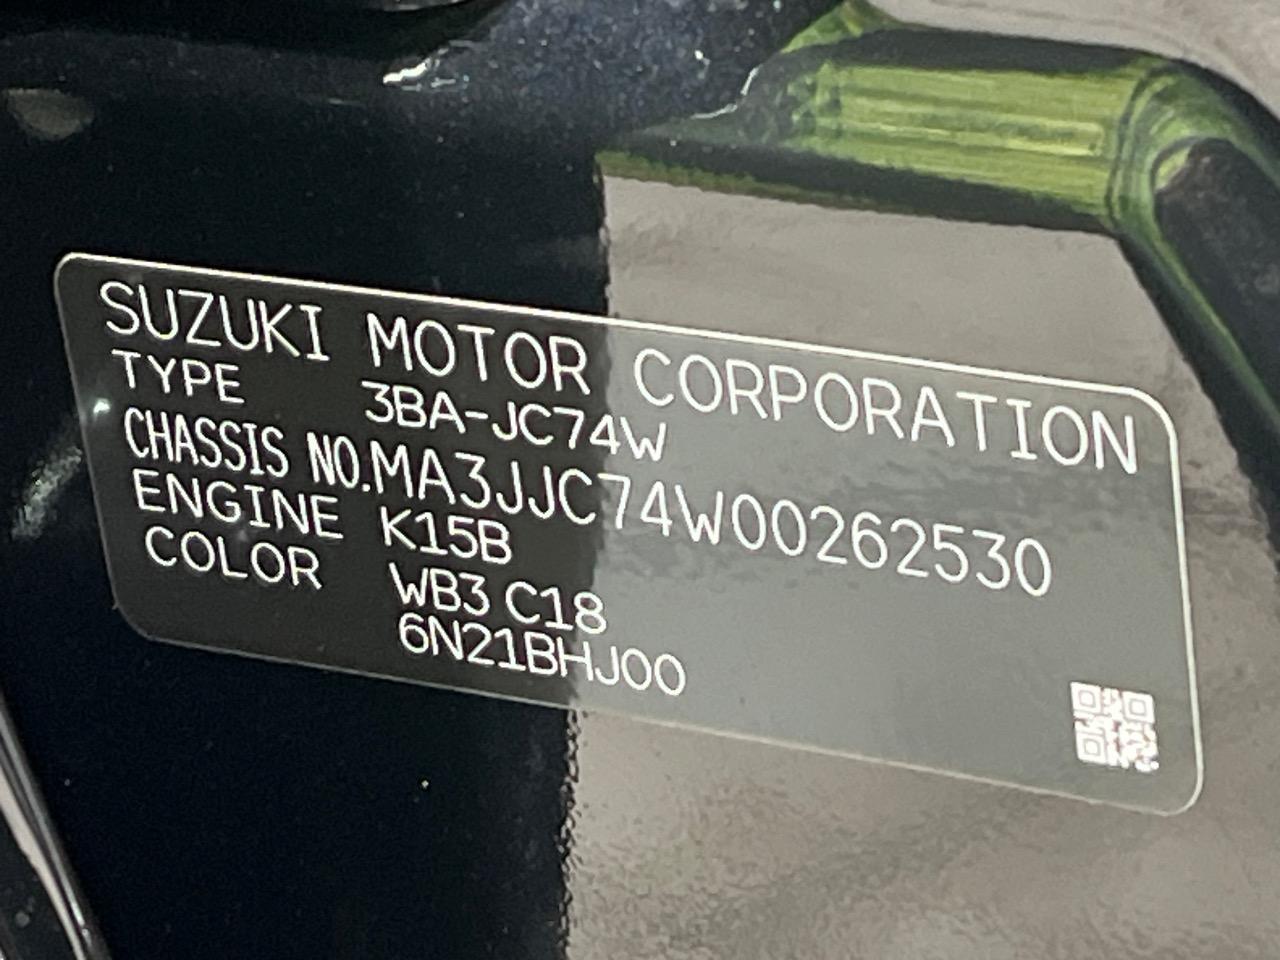 SUZUKI MOTOR CORPORATION
TYPE 3BA-JC74W
CHASSIS NO.MA3JJC74W00262530
ENGINE K15B
COLOR WB3 C18
6N21BHJ00